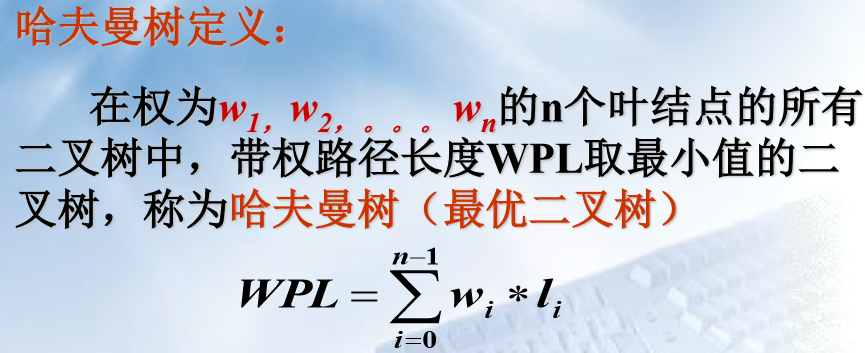 哈夫曼树定义：
在权为w1，w2，。。。wn的n个叶结点的所有
二叉树中，带权路径长度WPL取最小值的二
叉树，称为哈夫曼树（最优二叉树）
n−1
WPL = ∑ wi * li
i=0